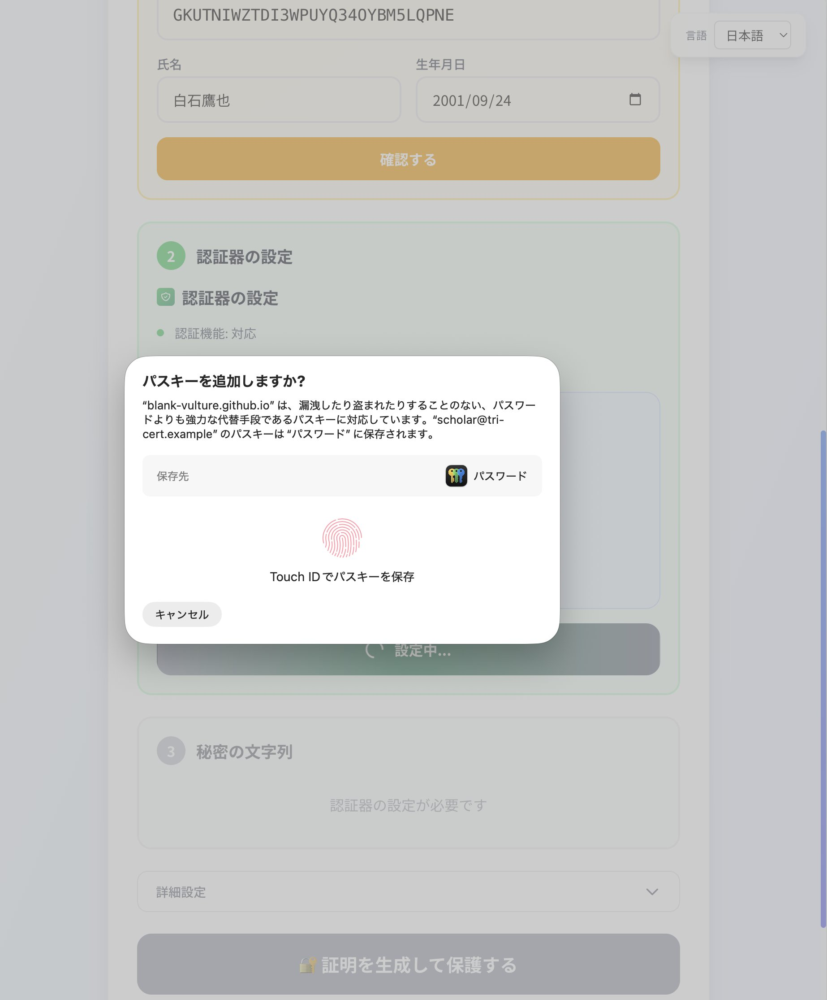 GKUTNIWZTDI3WPUYQ34OYBM5LQPNE
言語 日本語
氏名 生年月日
白石鷹也 2001/09/24
確認する
2 認証器の設定
認証器の設定
認証機能: 対応
パスキーを追加しますか?
“blank-vulture.github.io” は、漏洩したり盗まれたりすることのない、パスワー
ドよりも強力な代替手段であるパスキーに対応しています。“scholar@tri-
cert.example” のパスキーは “パスワード” に保存されます。
保存先 パスワード
Touch IDでパスキーを保存
キャンセル
設定中...
3 秘密の文字列
認証器の設定が必要です
詳細設定
証明を生成して保護する